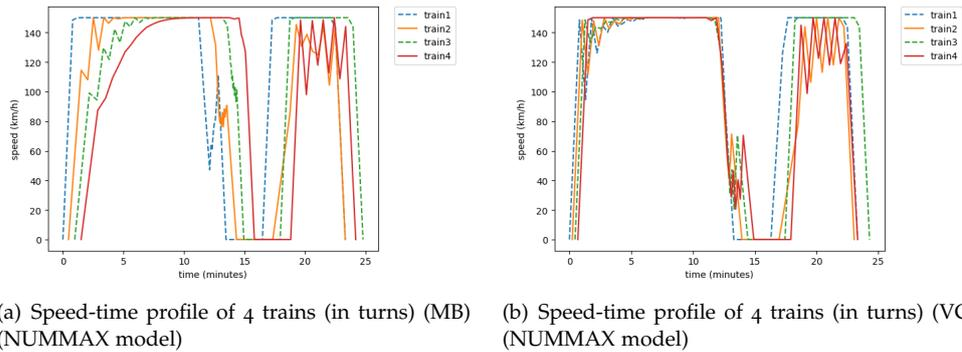 140
120
100
80
60
40
20
0
speed (km/h)
0 5 10 15 20 25
time (minutes)
train1
train2
train3
train4
140
120
100
80
60
40
20
0
speed (km/h)
0 5 10 15 20 25
time (minutes)
train1
train2
train3
train4
a) Speed-time profile of 4 trains (in turns) (MB)
(NUMMAX model)
(b) Speed-time profile of 4 trains (in turns)
(NUMMAX model)